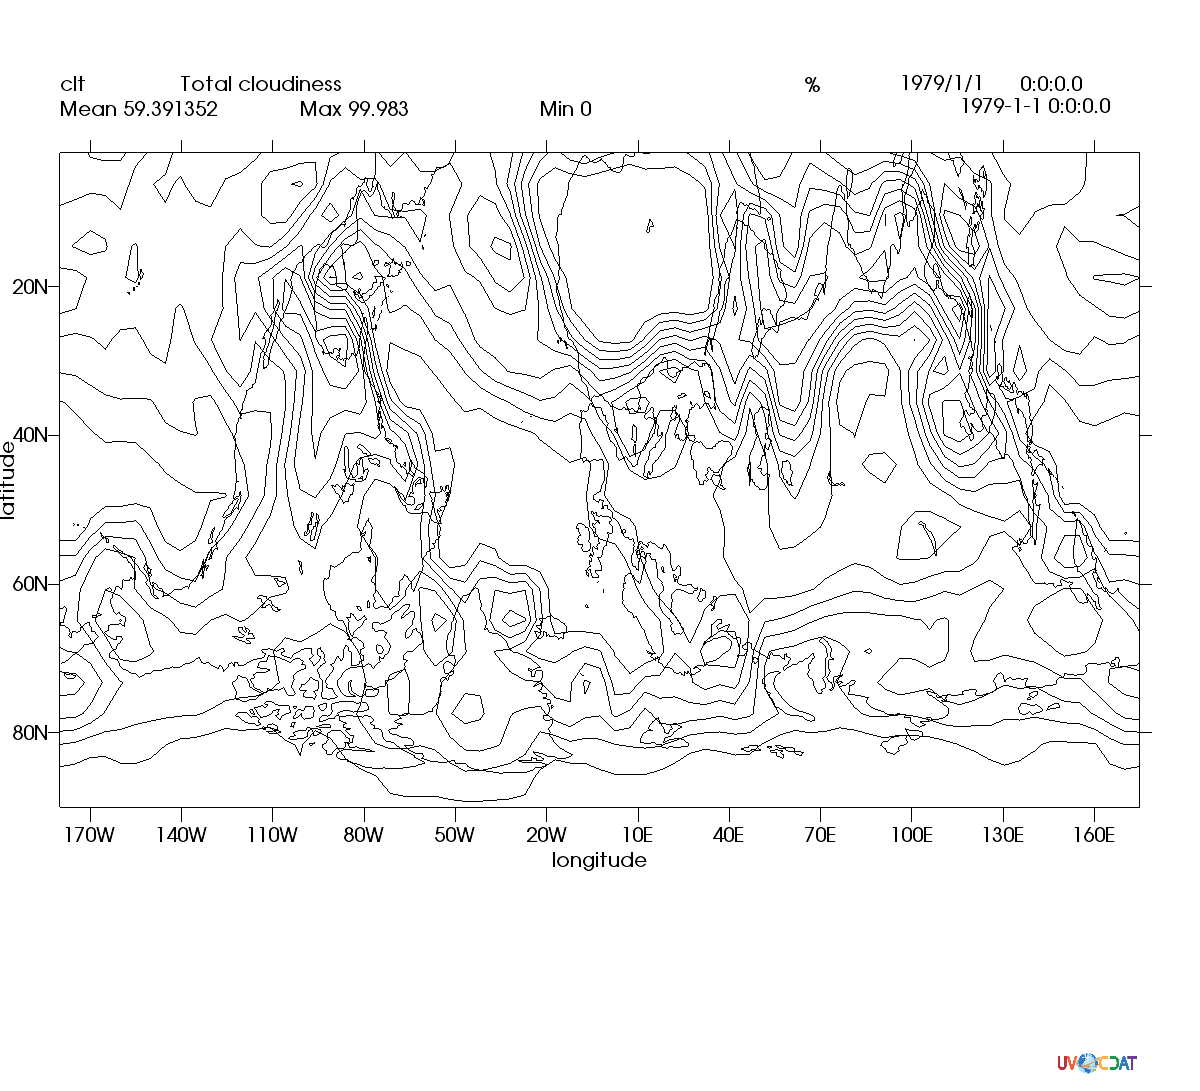 clt Total cloudiness % 1979/1/1 0:0:0.0
Mean 59.391352 Max 99.983 Min 0 1979-1-1 0:0:0.0
20N
40N
latitude
60N
80N
170W 140W 110W 80W 50W 20W 10E 40E 70E 100E 130E 160E
longitude
UV CDAT